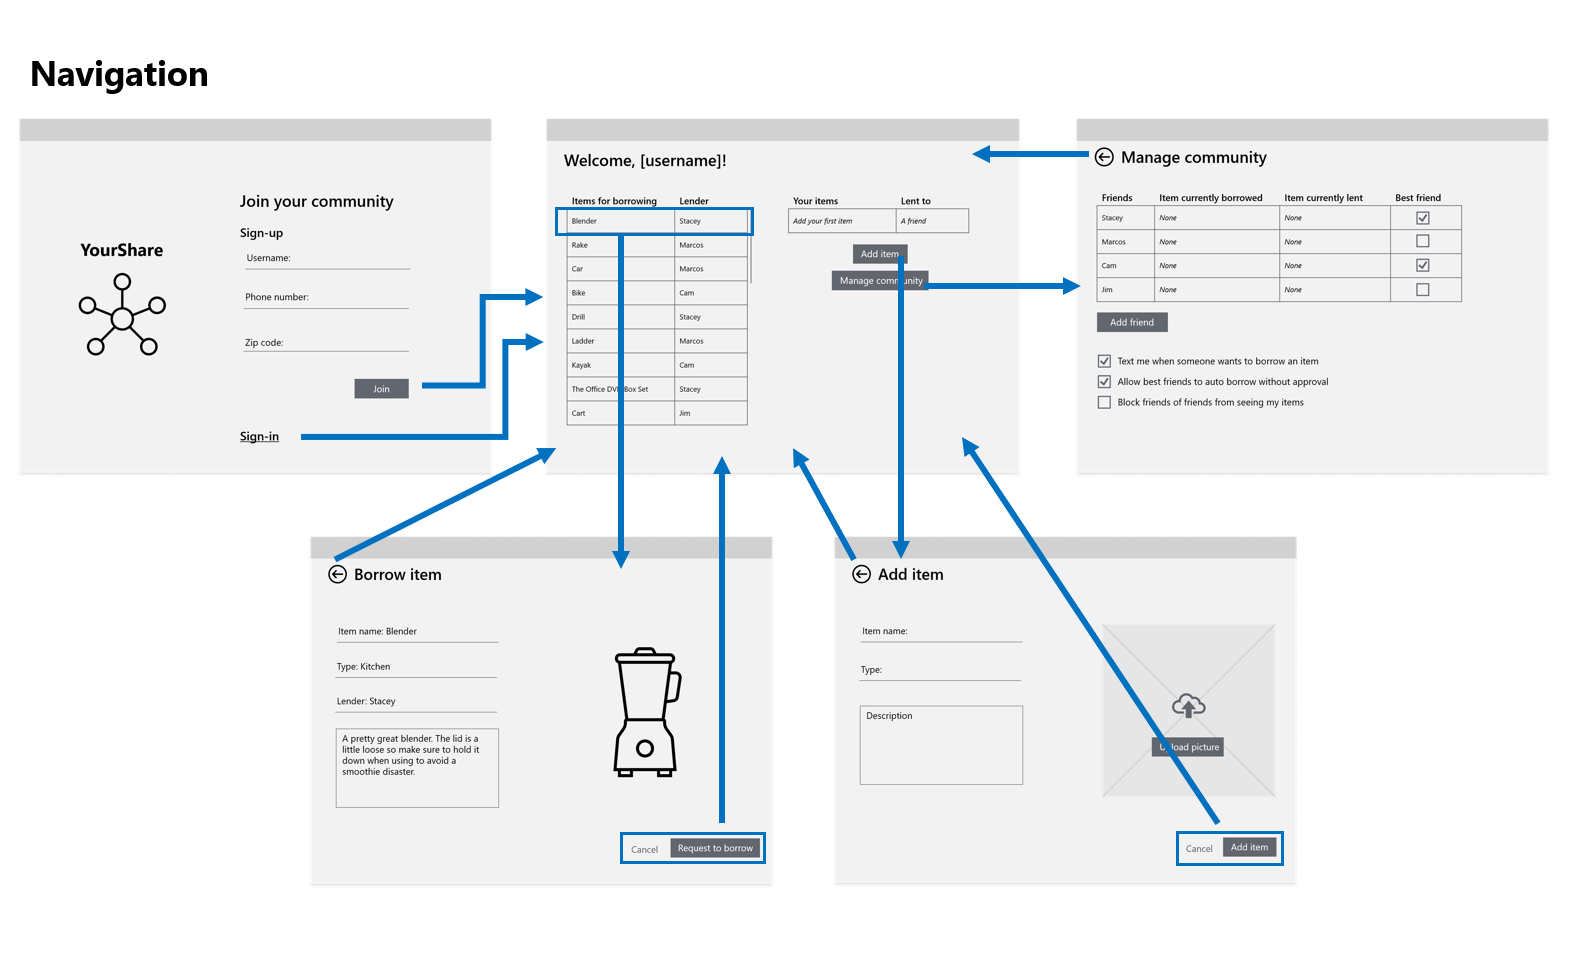 Navigation
YourShare
Join your community
Sign-up
Username:
Phone number:
Zip code:
Join
Sign-in
Welcome, [username]!
Items for borrowing Lender
Blender Stacey
Rake Marcos
Car Marcos
Bike Cam
Drill Stacey
Ladder Marcos
Kayak Cam
The Office DVD Box Set Stacey
Cart Jim
Your items Lent to
Add your first item A friend
Add item
Manage community
Manage community
Friends Item currently borrowed Item currently lent Best friend
Stacey None None
Marcos None None
Cam None None
Jim None None
Add friend
Text me when someone wants to borrow an item
Allow best friends to auto borrow without approval
Block friends of friends from seeing my items
Borrow item
Item name: Blender
Type: Kitchen
Lender: Stacey
A pretty great blender. The lid is a
little loose so make sure to hold it
down when using to avoid a
smoothie disaster.
Cancel Request to borrow
Add item
Item name:
Type:
Description
Upload picture
Cancel Add item